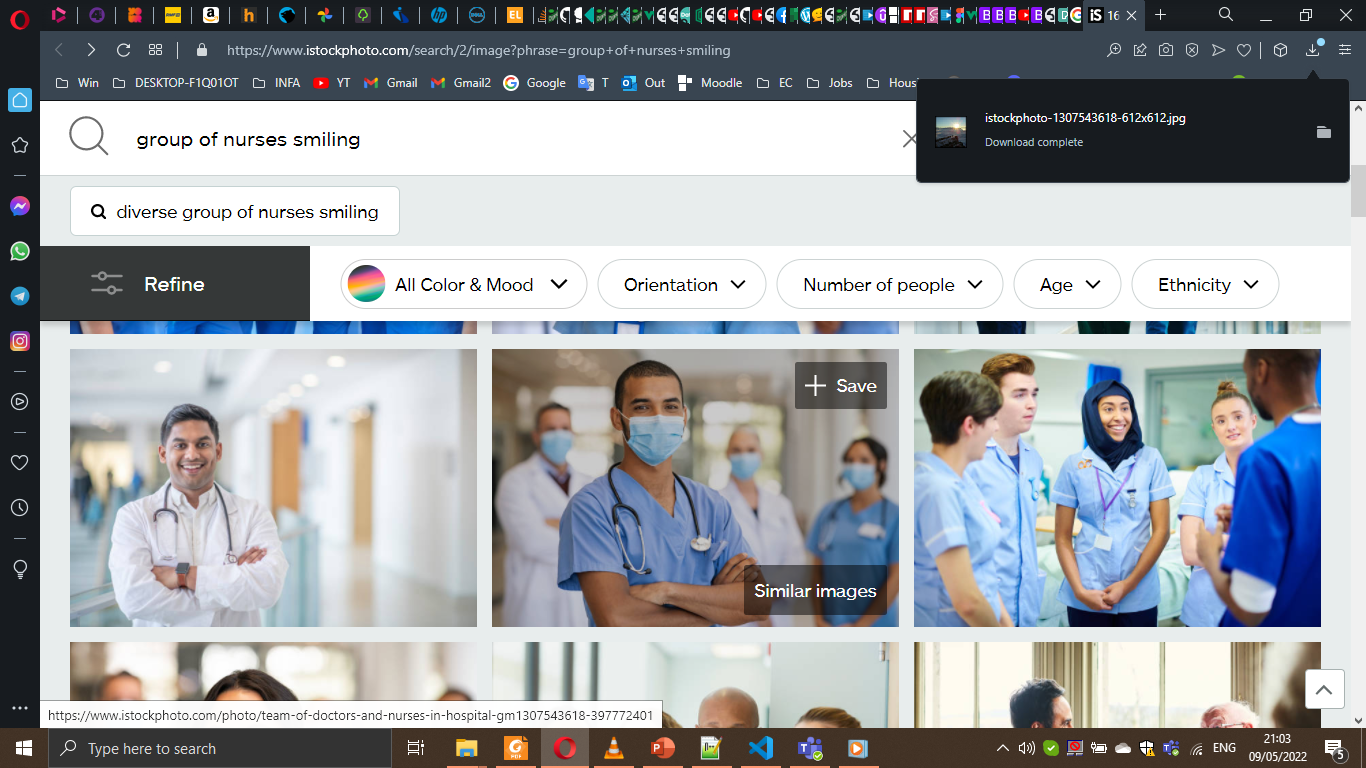 EL
iS 16
https://www.istockphoto.com/search/2/image?phrase=group+of+nurses+smiling
Win
DESKTOP-F1Q01OT
INFA
YT
Gmail
Gmail2
Google
T
Out
Moodle
EC
Jobs
Hous
istockphoto-1307543618-612x612.jpg
Download complete
group of nurses smiling
diverse group of nurses smiling
Refine
All Color & Mood
Orientation
Number of people
Age
Ethnicity
Save
Similar images
https://www.istockphoto.com/photo/team-of-doctors-and-nurses-in-hospital-gm1307543618-397772401
Type here to search
ENG
21:03
09/05/2022
5